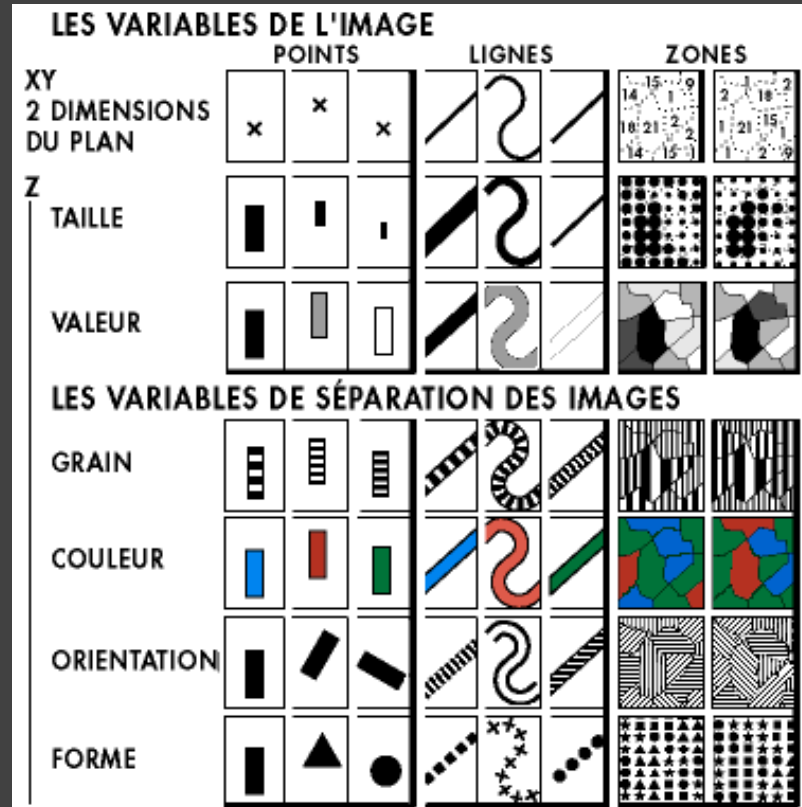 LES VARIABLES DE L'IMAGE
POINTS LIGNES ZONES
XY
2 DIMENSIONS
DU PLAN
Z
TAILLE
VALEUR
LES VARIABLES DE SÉPARATION DES IMAGES
GRAIN
COULEUR
ORIENTATION
FORME